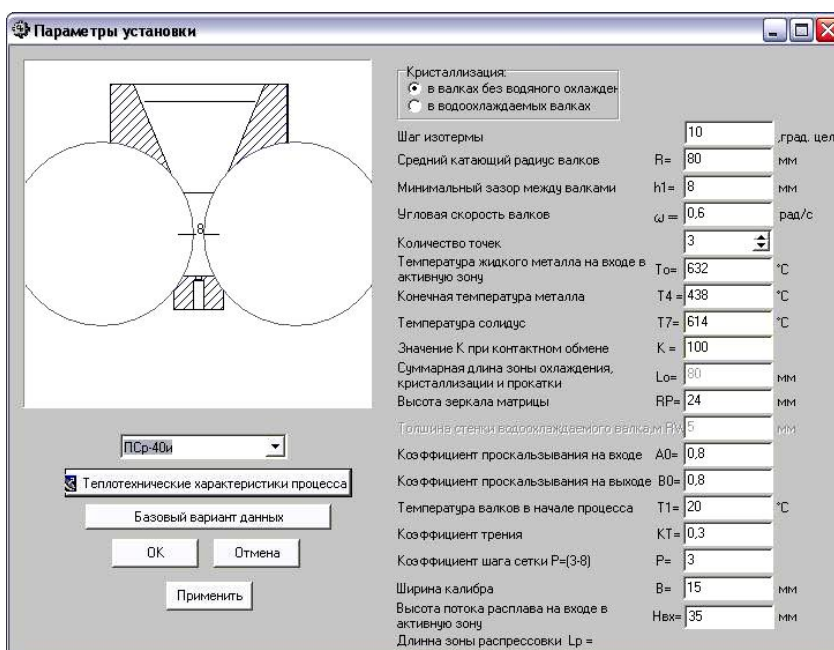 Параметры установки
Кристаллизация:
в валках без водяного охлажден
в водоохлаждаемых валках
Шаг изотермы 10 ,град. цел
Средний катающий радиус валков R= 80 мм
Минимальный зазор между валками h1= 8 мм
Угловая скорость валков ω = 0,6 рад/с
Количество точек 3
Температура жидкого металла на входе в
активную зону To= 632 °C
Конечная температура металла T4 = 438 °C
Температура солидус T7= 614 °C
Значение К при контактном обмене K = 100
Суммарная длина зоны охлаждения,
кристаллизации и прокатки Lo= 80 мм
Высота зеркала матрицы RP= 24 мм
Толшина стенки водоохлаждаемого валка,м RW 5 мм
Коэффициент проскальзывания на входе A0= 0,8
Коэффициент проскальзывания на выходе B0= 0,8
Температура валков в начале процесса T1= 20 °C
Коэффициент трения KT= 0,3
Коэффициент шага сетки P=(3-8) P= 3
Ширина калибра B= 15 мм
Высота потока расплава на входе в
активную зону Hвх= 35 мм
Длинна зоны распрессовки Lp =
8
ПСр-40и
Теплотехнические характеристики процесса
Базовый вариант данных
OK Отмена
Применить